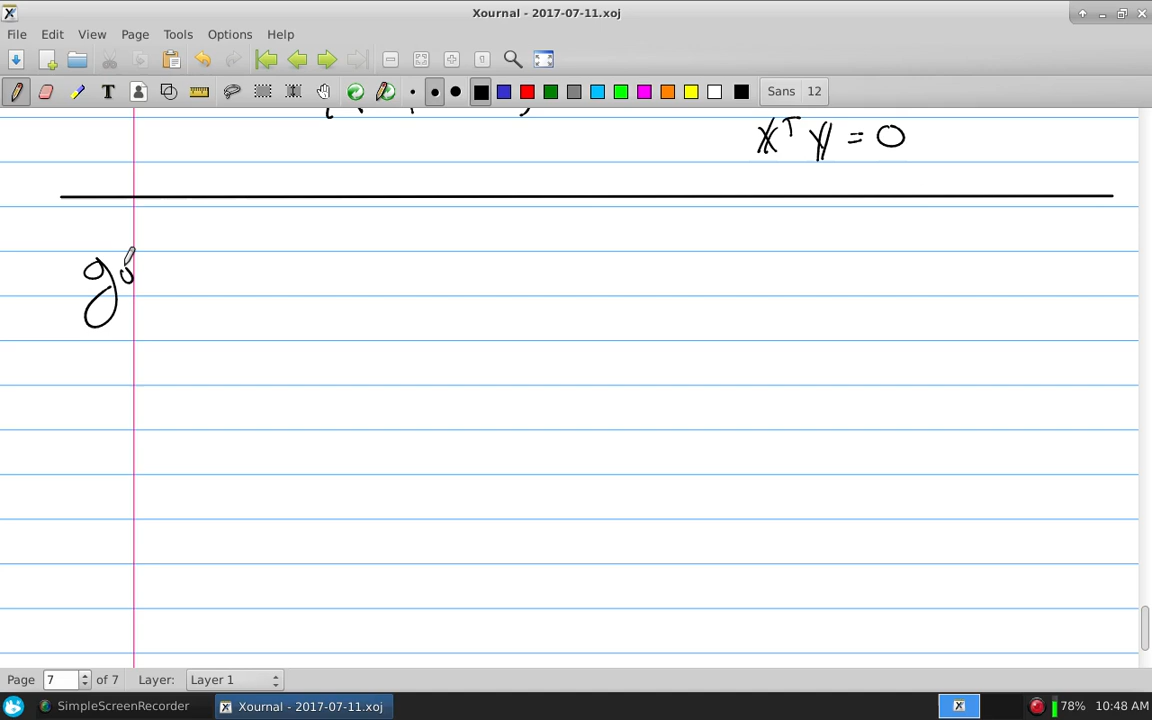 Xournal - 2017-07-11.xoj
File Edit View Page Tools Options Help
T Sans 12
X^T Y = 0
go
Page 7 of 7 Layer: Layer 1
SimpleScreenRecorder Xournal - 2017-07-11.xoj 78% 10:48 AM